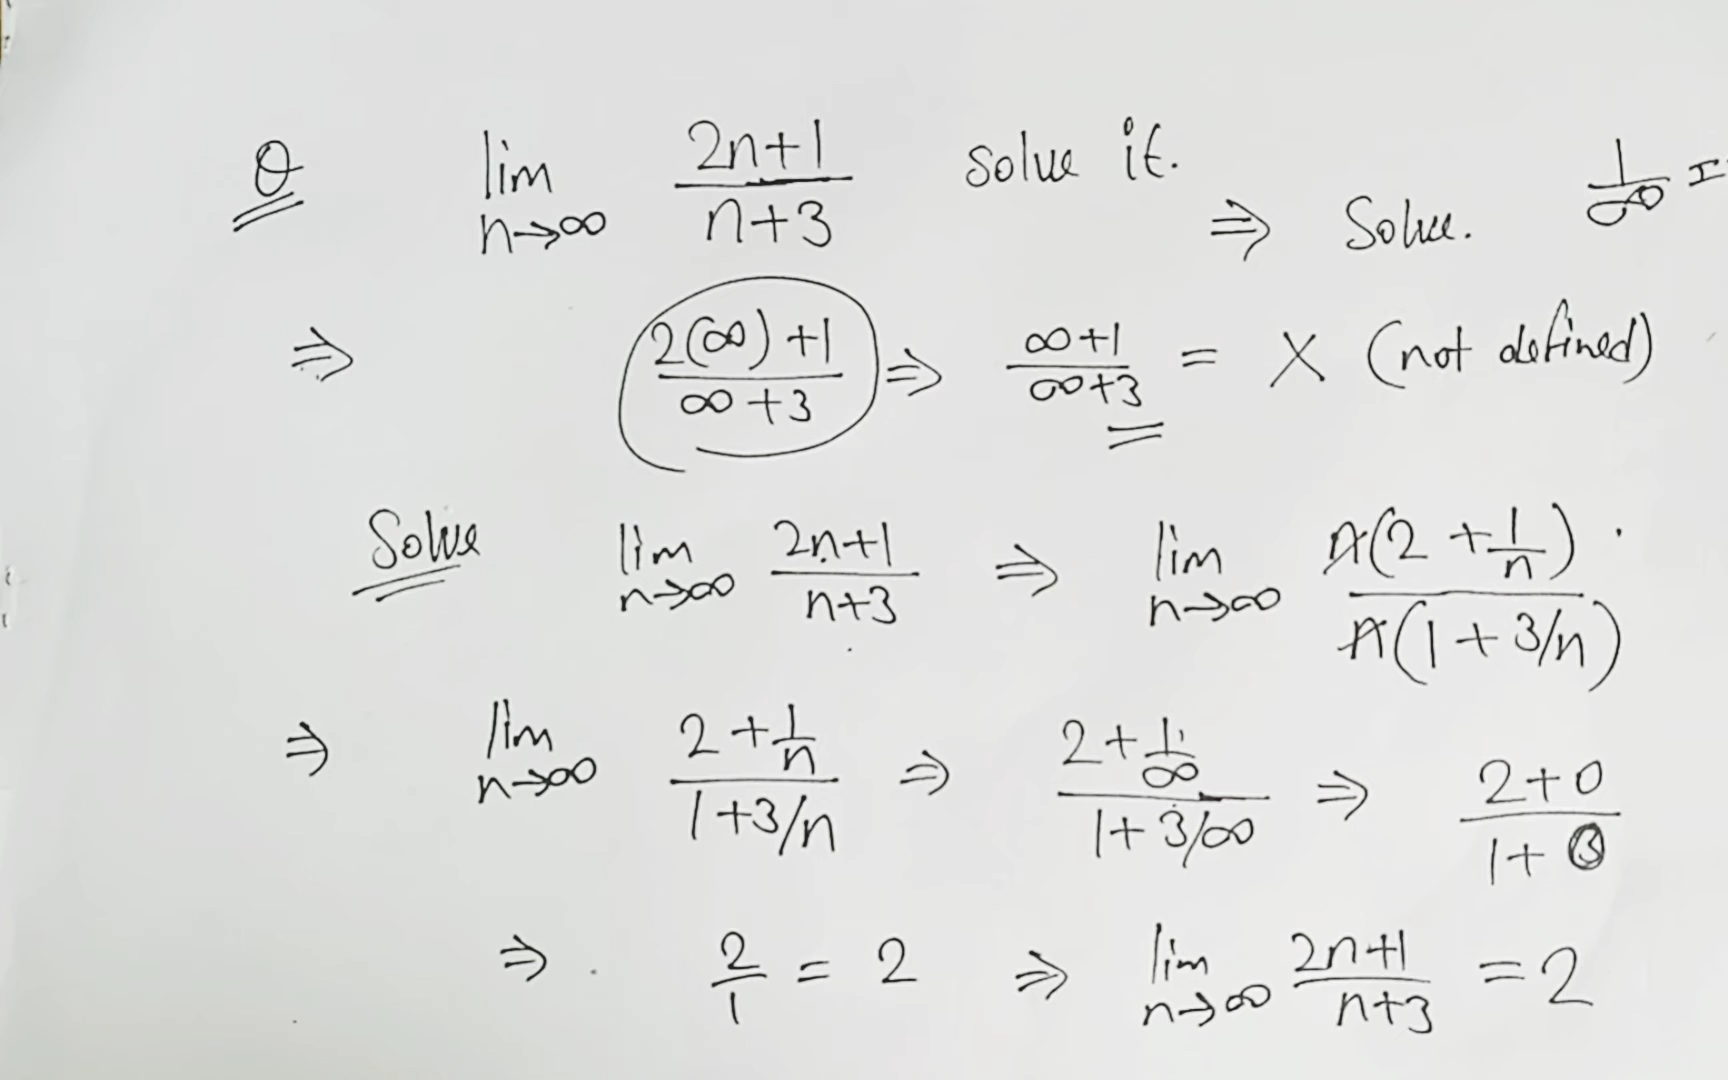 Q lim n→∞ (2n+1)/(n+3) solve it.
⇒ Solve. 1/∞ =
⇒ (2(∞)+1)/(∞+3) ⇒ (∞+1)/(∞+3) = X (not defined)
Solve lim n→∞ (2n+1)/(n+3) ⇒ lim n→∞ n(2+1/n)/n(1+3/n)
⇒ lim n→∞ (2+1/n)/(1+3/n) ⇒ (2+1/∞)/(1+3/∞) ⇒ (2+0)/(1+0)
⇒ 2/1 = 2 ⇒ lim n→∞ (2n+1)/(n+3) = 2